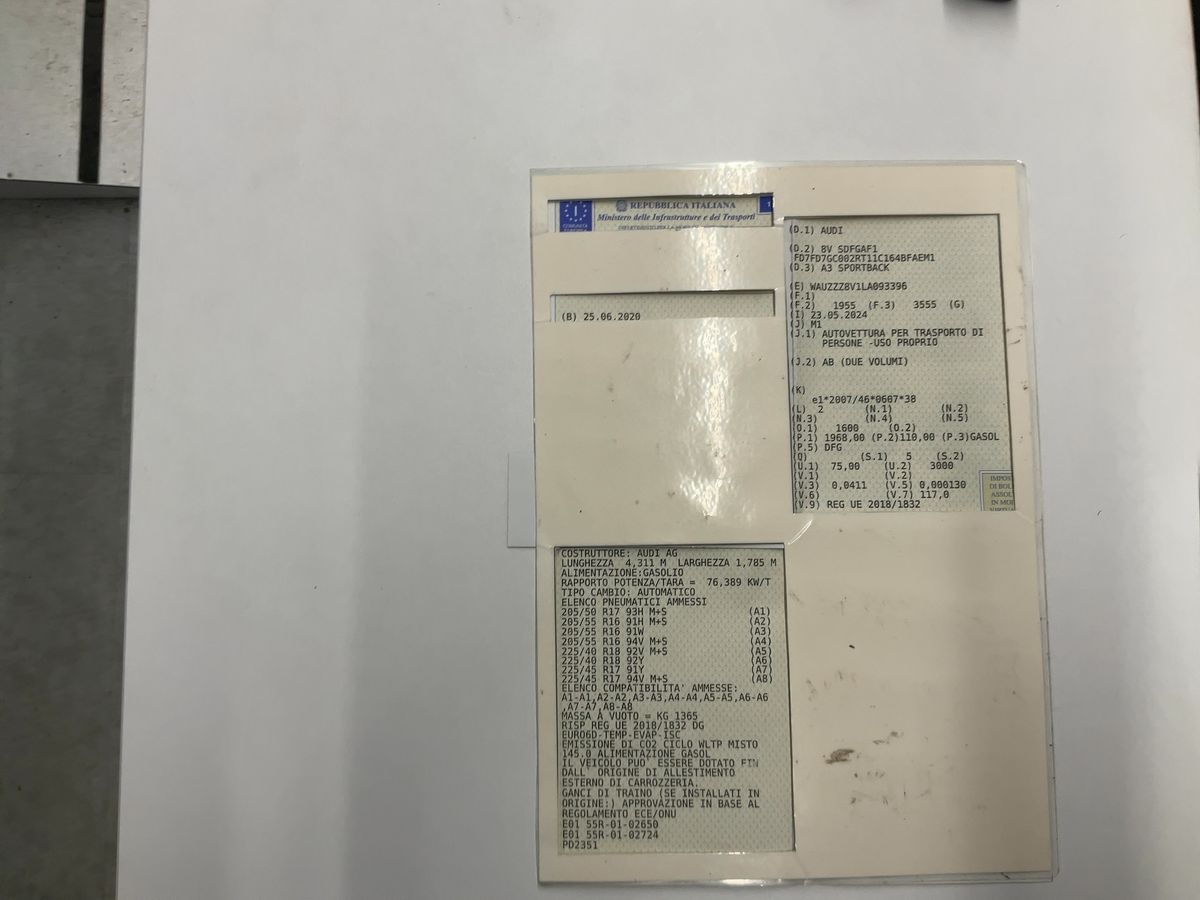 REPUBBLICA ITALIANA
Ministero delle Infrastrutture e dei Trasporti
I
COMUNITA'
1
(B) 25.06.2020
(D.1) AUDI
(D.2) 8V SDFGAF1
FD7FD7GC002RT11C164BFAEM1
(D.3) A3 SPORTBACK
(E) WAUZZZ8V1LA093396
(F.1)
(F.2) 1955 (F.3) 3555 (G)
(I) 23.05.2024
(J) M1
(J.1) AUTOVETTURA PER TRASPORTO DI
PERSONE -USO PROPRIO
(J.2) AB (DUE VOLUMI)
(K)
e1*2007/46*0607*38
(L) 2 (N.1) (N.2)
(N.3) (N.4) (N.5)
(O.1) 1600 (O.2)
(P.1) 1968,00 (P.2)110,00 (P.3)GASOL
(P.5) DFG
(Q) (S.1) 5 (S.2)
(U.1) 75,00 (U.2) 3000
(V.1) (V.2)
(V.3) 0,0411 (V.5) 0,000130
(V.6) (V.7) 117,0
(V.9) REG UE 2018/1832
IMPOS
DI BOL
ASSOL
IN MOD
COSTRUTTORE: AUDI AG
LUNGHEZZA 4,311 M LARGHEZZA 1,785 M
ALIMENTAZIONE:GASOLIO
RAPPORTO POTENZA/TARA = 76,389 KW/T
TIPO CAMBIO: AUTOMATICO
ELENCO PNEUMATICI AMMESSI
205/50 R17 93H M+S (A1)
205/55 R16 91H M+S (A2)
205/55 R16 91W (A3)
205/55 R16 94V M+S (A4)
225/40 R18 92V M+S (A5)
225/40 R18 92Y (A6)
225/45 R17 91Y (A7)
225/45 R17 94V M+S (A8)
ELENCO COMPATIBILITA' AMMESSE:
A1-A1,A2-A2,A3-A3,A4-A4,A5-A5,A6-A6
,A7-A7,A8-A8
MASSA A VUOTO = KG 1365
RISP REG UE 2018/1832 DG
EURO6D-TEMP-EVAP-ISC
EMISSIONE DI CO2 CICLO WLTP MISTO
145.0 ALIMENTAZIONE GASOL
IL VEICOLO PUO' ESSERE DOTATO FIN
DALL' ORIGINE DI ALLESTIMENTO
ESTERNO DI CARROZZERIA.
GANCI DI TRAINO (SE INSTALLATI IN
ORIGINE:) APPROVAZIONE IN BASE AL
REGOLAMENTO ECE/ONU
E01 55R-01-02650
E01 55R-01-02724
PD2351